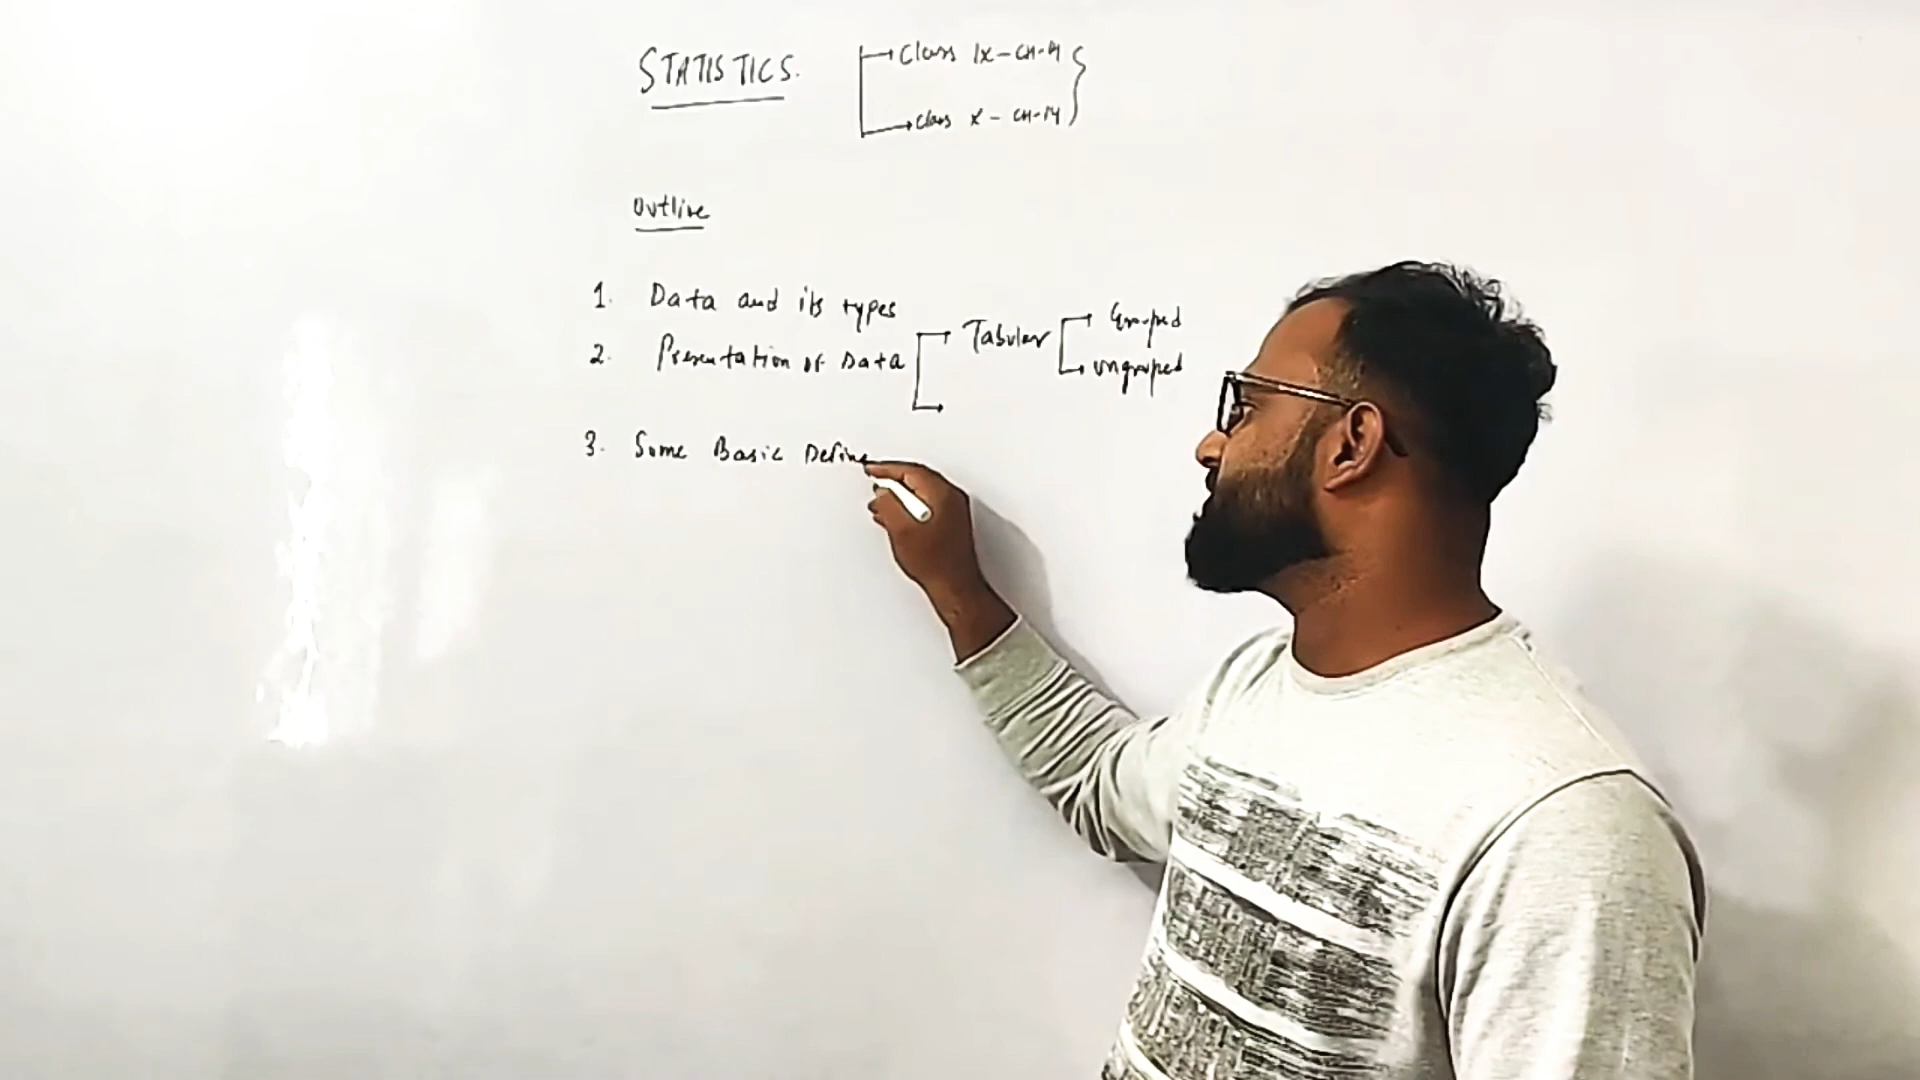 STATISTICS.
Class IX - CH-14
Class X - CH-14
Outline
1. Data and its types
2. Presentation of Data
Tabular
Grouped
ungrouped
3. Some Basic Define